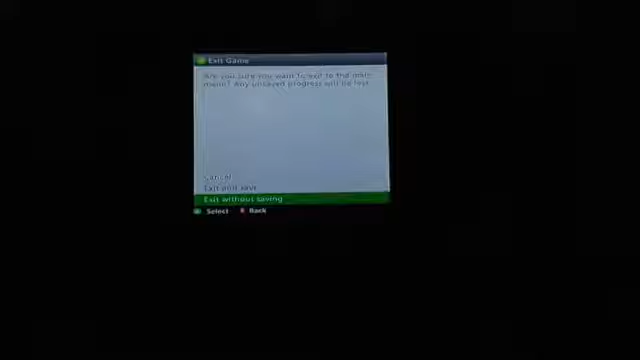 Exit Game
Are you sure you want to exit to the main
menu? Any unsaved progress will be lost.
Cancel
Exit and save
Exit without saving
Select Back